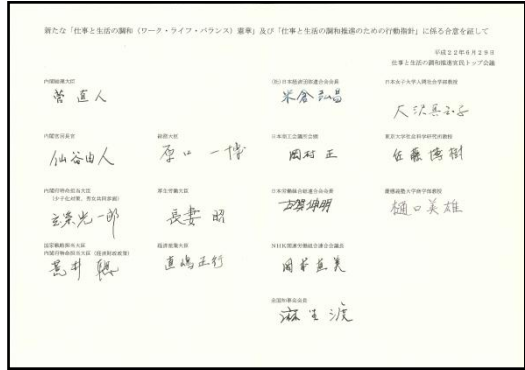 新たな「仕事と生活の調和（ワーク・ライフ・バランス）憲章」及び「仕事と生活の調和推進のための行動指針」に係る合意を証して
平成22年6月29日
仕事と生活の調和推進官民トップ会議
内閣総理大臣
菅直人
(社)日本経済団体連合会会長
米倉弘昌
日本女子大学人間社会学部教授
大沢真知子
内閣官房長官
仙谷由人
総務大臣
原口一博
日本商工会議所会頭
岡村正
東京大学社会科学研究所教授
佐藤博樹
内閣府特命担当大臣
(少子化対策、男女共同参画)
玄葉光一郎
厚生労働大臣
長妻昭
日本労働組合総連合会会長
古賀伸明
慶應義塾大学商学部教授
樋口美雄
国家戦略担当大臣
内閣府特命担当大臣（経済財政政策）
荒井聰
経済産業大臣
直嶋正行
岡本直美
全国知事会会長
麻生渡